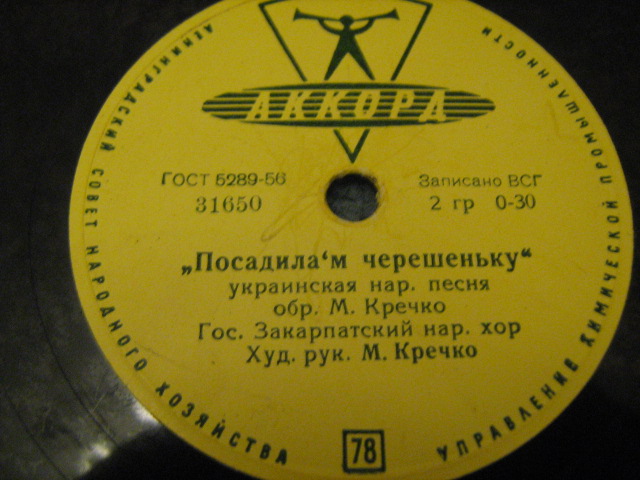 ЛЕНИНГРАДСКИЙ СОВЕТ НАРОДНОГО ХОЗЯЙСТВА
УПРАВЛЕНИЕ ХИМИЧЕСКОЙ ПРОМЫШЛЕННОСТИ
АККОРД
ГОСТ 5289-56
31650
Записано ВСГ
2 гр 0-30
„Посадила‘м черешеньку“
украинская нар. песня
обр. М. Кречко
Гос. Закарпатский нар. хор
Худ. рук. М. Кречко
78